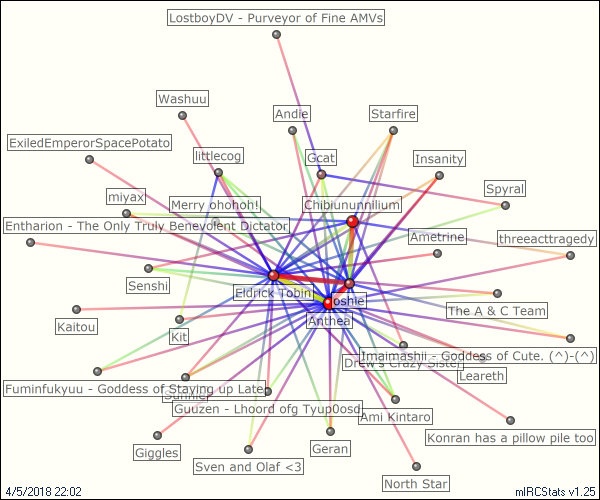 LostboyDV - Purveyor of Fine AMVs
Washuu
Andie
Starfire
ExiledEmperorSpacePotato
littlecog
Gcat
Insanity
miyax
Merry ohohoho!
Chibiununnilium
Spyral
Entharion - The Only Truly Benevolent Dictator
Ametrine
threeacttragedy
Senshi
Eldrick Tobin
oshie
The A & C Team
Kaitou
Kit
Anthea
Drew's Crazy Sister
Imaimashii - Goddess of Cute. (^)-(^)
Leareth
Fuminfukyuu - Goddess of Staying up Late
Guuzen - Lhoord ofg Tyup0osd
Ami Kintaro
Giggles
Geran
Konran has a pillow pile too
Sven and Olaf <3
North Star
4/5/2018 22:02
mIRCStats v1.25